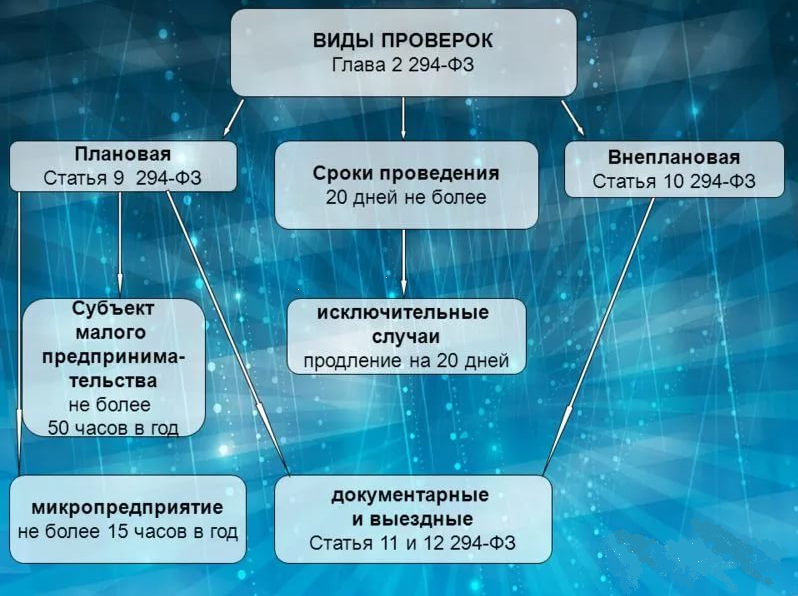 ВИДЫ ПРОВЕРОК
Глава 2 294-ФЗ
Плановая
Статья 9 294-ФЗ
Сроки проведения
20 дней не более
Внеплановая
Статья 10 294-ФЗ
Субъект
малого
предпринима-
тельства
не более
50 часов в год
исключительные
случаи
продление на 20 дней
микропредприятие
не более 15 часов в год
документарные
и выездные
Статья 11 и 12 294-ФЗ